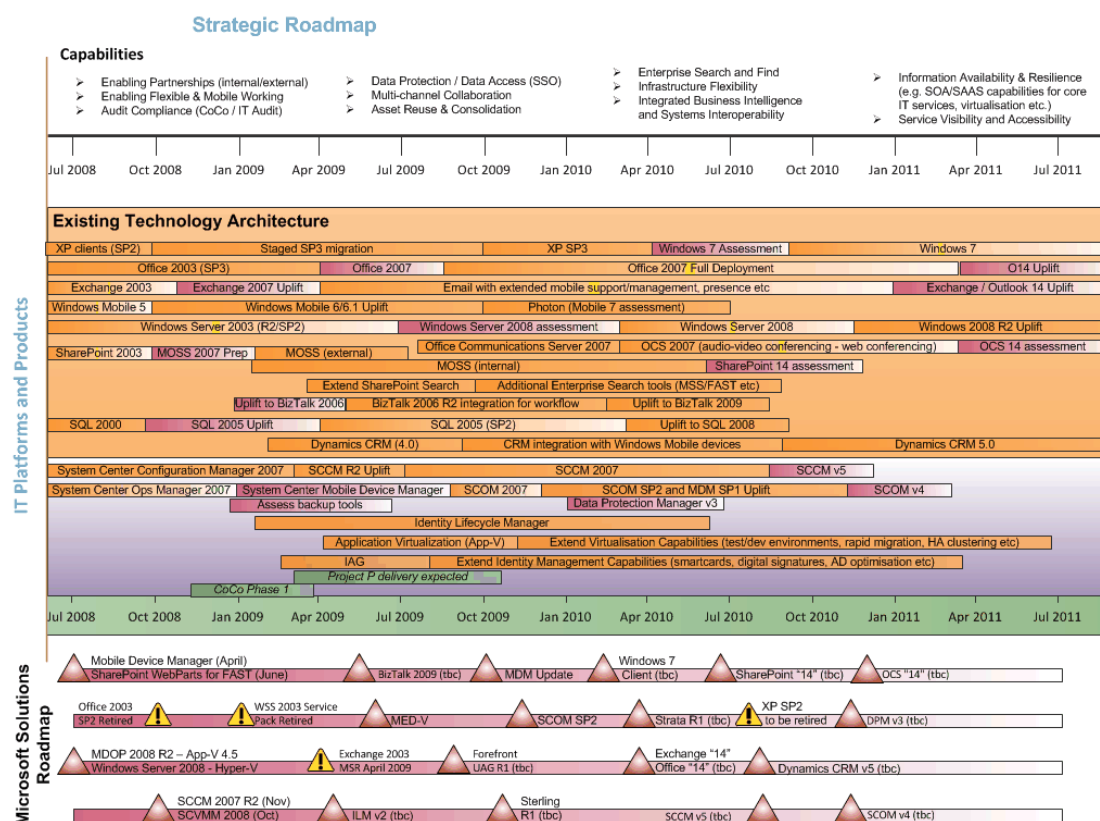 Strategic Roadmap
Capabilities
Enabling Partnerships (internal/external)
Enabling Flexible & Mobile Working
Audit Compliance (CoCo / IT Audit)
Data Protection / Data Access (SSO)
Multi-channel Collaboration
Asset Reuse & Consolidation
Enterprise Search and Find
Infrastructure Flexibility
Integrated Business Intelligence
and Systems Interoperability
Information Availability & Resilience
(e.g. SOA/SAAS capabilities for core
IT services, virtualisation etc.)
Service Visibility and Accessibility
Jul 2008 Oct 2008 Jan 2009 Apr 2009 Jul 2009 Oct 2009 Jan 2010 Apr 2010 Jul 2010 Oct 2010 Jan 2011 Apr 2011 Jul 2011
IT Platforms and Products
Existing Technology Architecture
XP clients (SP2) Staged SP3 migration XP SP3 Windows 7 Assessment Windows 7
Office 2003 (SP3) Office 2007 Office 2007 Full Deployment O14 Uplift
Exchange 2003 Exchange 2007 Uplift Email with extended mobile support/management, presence etc Exchange / Outlook 14 Uplift
Windows Mobile 5 Windows Mobile 6/6.1 Uplift Photon (Mobile 7 assessment)
Windows Server 2003 (R2/SP2) Windows Server 2008 assessment Windows Server 2008 Windows 2008 R2 Uplift
Office Communications Server 2007 OCS 2007 (audio-video conferencing - web conferencing) OCS 14 assessment
SharePoint 2003 MOSS 2007 Prep MOSS (external)
MOSS (internal) SharePoint 14 assessment
Extend SharePoint Search Additional Enterprise Search tools (MSS/FAST etc)
Uplift to BizTalk 2006 BizTalk 2006 R2 integration for workflow Uplift to BizTalk 2009
SQL 2000 SQL 2005 Uplift SQL 2005 (SP2) Uplift to SQL 2008
Dynamics CRM (4.0) CRM integration with Windows Mobile devices Dynamics CRM 5.0
System Center Configuration Manager 2007 SCCM R2 Uplift SCCM 2007 SCCM v5
System Center Ops Manager 2007 System Center Mobile Device Manager SCOM 2007 SCOM SP2 and MDM SP1 Uplift SCOM v4
Assess backup tools Data Protection Manager v3
Identity Lifecycle Manager
Application Virtualization (App-V) Extend Virtualisation Capabilities (test/dev environments, rapid migration, HA clustering etc)
IAG Extend Identity Management Capabilities (smartcards, digital signatures, AD optimisation etc)
Project P delivery expected
CoCo Phase 1
Jul 2008 Oct 2008 Jan 2009 Apr 2009 Jul 2009 Oct 2009 Jan 2010 Apr 2010 Jul 2010 Oct 2010 Jan 2011 Apr 2011 Jul 2011
Microsoft Solutions
Roadmap
Mobile Device Manager (April) Windows 7
SharePoint WebParts for FAST (June) BizTalk 2009 (tbc) MDM Update Client (tbc) SharePoint "14" (tbc) OCS "14" (tbc)
Office 2003 WSS 2003 Service XP SP2
SP2 Retired Pack Retired MED-V SCOM SP2 Strata R1 (tbc) to be retired DPM v3 (tbc)
MDOP 2008 R2 – App-V 4.5 Exchange 2003 Forefront Exchange "14"
Windows Server 2008 - Hyper-V MSR April 2009 UAG R1 (tbc) Office "14" (tbc) Dynamics CRM v5 (tbc)
SCCM 2007 R2 (Nov) Sterling
SCVMM 2008 (Oct) ILM v2 (tbc) R1 (tbc) SCCM v5 (tbc) SCOM v4 (tbc)